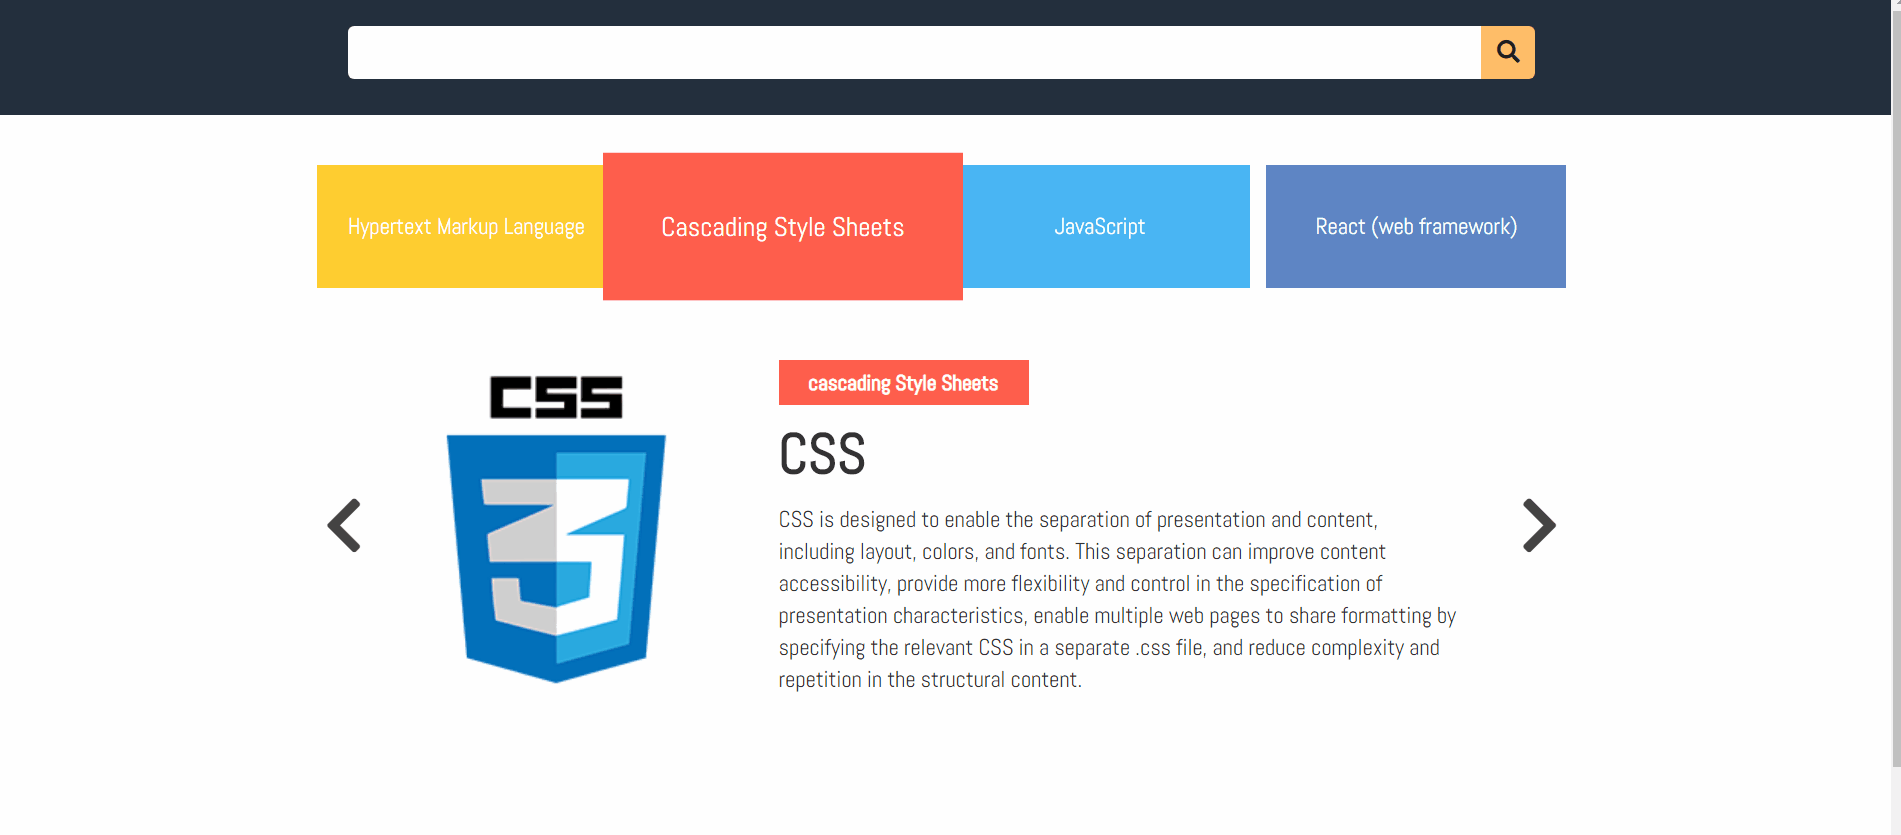 Hypertext Markup Language
Cascading Style Sheets
JavaScript
React (web framework)
CSS
3
cascading Style Sheets
CSS
CSS is designed to enable the separation of presentation and content,
including layout, colors, and fonts. This separation can improve content
accessibility, provide more flexibility and control in the specification of
presentation characteristics, enable multiple web pages to share formatting by
specifying the relevant CSS in a separate .css file, and reduce complexity and
repetition in the structural content.